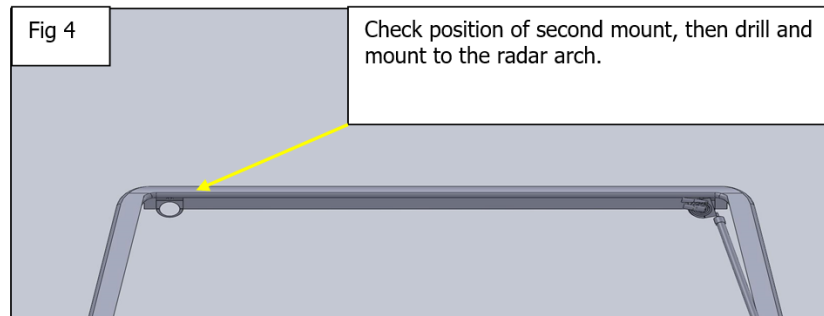 Fig 4
Check position of second mount, then drill and
mount to the radar arch.